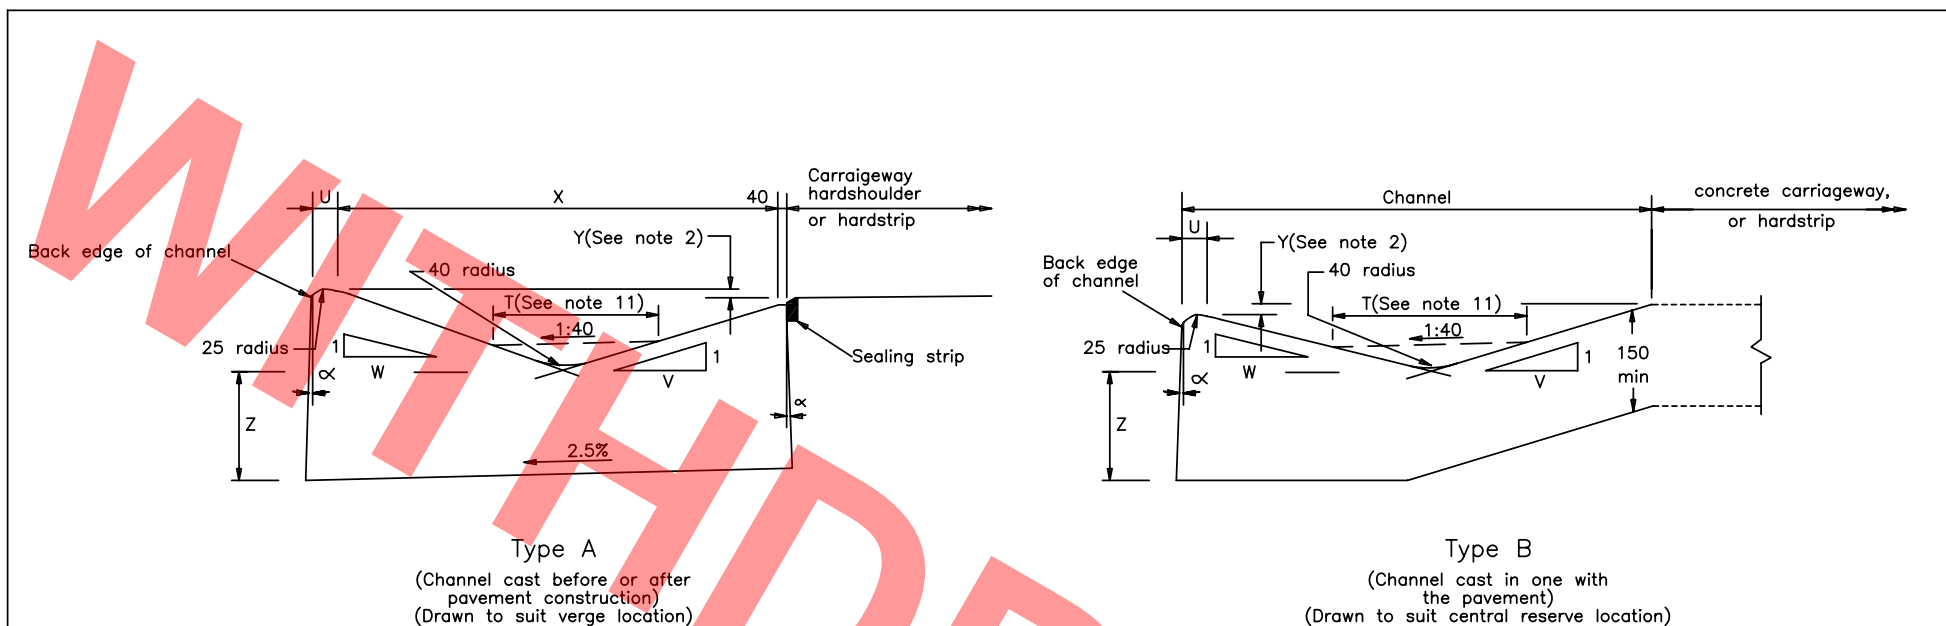 Carraigeway
hardshoulder
or hardstrip
U
X
40
Y(See note 2)
Back edge of channel
40 radius
T(See note 11)
1:40
25 radius
1
W
1
V
Sealing strip
α
α
Z
2.5%
Type A
(Channel cast before or after
pavement construction)
(Drawn to suit verge location)
Channel
concrete carriageway,
or hardstrip
U
Y(See note 2)
Back edge
of channel
40 radius
T(See note 11)
1:40
25 radius
1
W
1
V
150
min
α
Z
Type B
(Channel cast in one with
the pavement)
(Drawn to suit central reserve location)